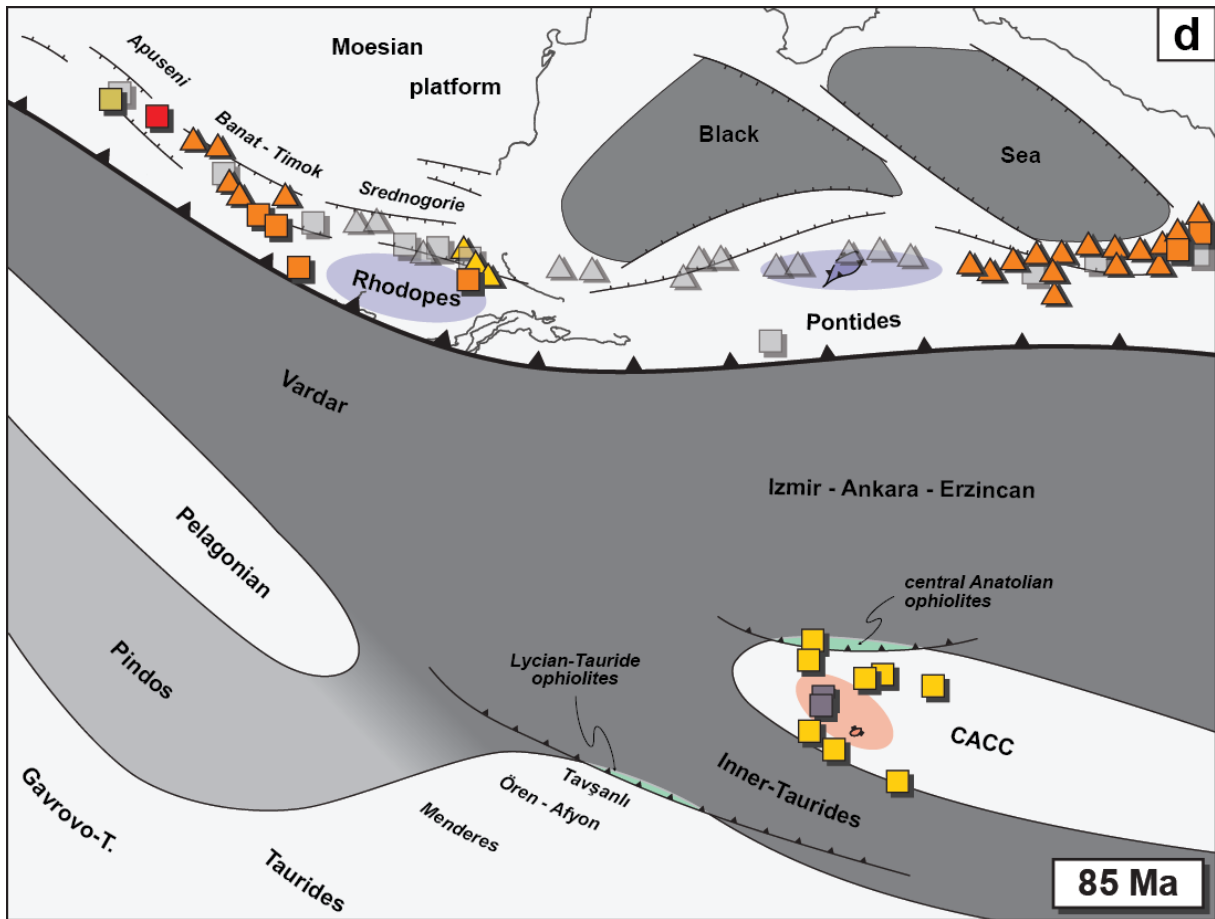 d
Apuseni
Moesian
platform
Banat - Timok
Srednogorie
Black
Sea
Rhodopes
Pontides
Vardar
Izmir - Ankara - Erzincan
Pelagonian
central Anatolian
ophiolites
Pindos
Lycian-Tauride
ophiolites
CACC
Inner-Taurides
Tavşanlı
Ören - Afyon
Menderes
Gavrovo-T.
Taurides
85 Ma